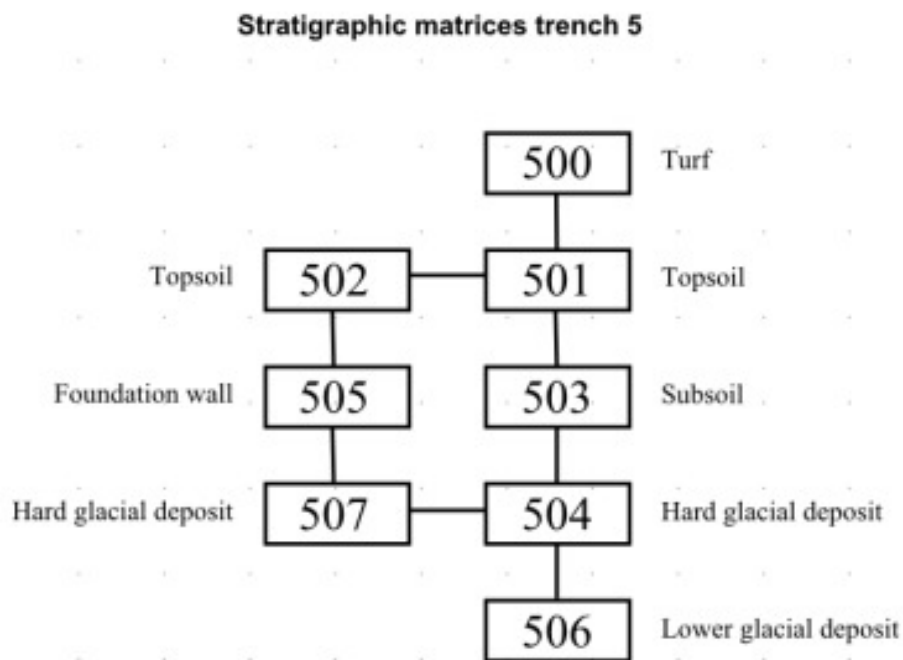 Stratigraphic matrices trench 5
500 Turf
Topsoil 502 501 Topsoil
Foundation wall 505 503 Subsoil
Hard glacial deposit 507 504 Hard glacial deposit
506 Lower glacial deposit